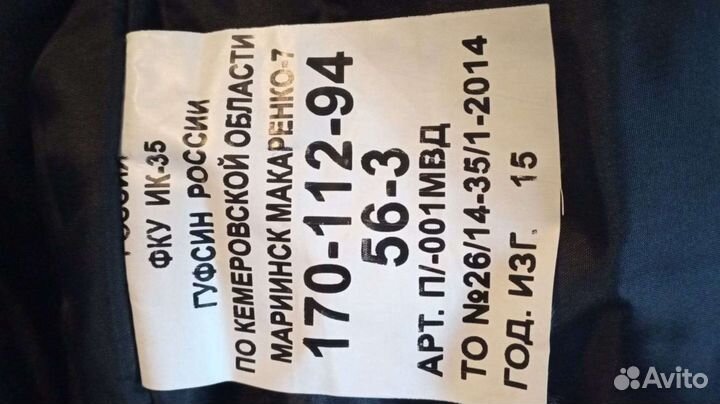 РОССИЯ
ФКУ ИК-35
ГУФСИН РОССИИ
ПО КЕМЕРОВСКОЙ ОБЛАСТИ
МАРИИНСК МАКАРЕНКО-7
170-112-94
56-3
АРТ. П/-001МВД
ТО №26/14-35/1-2014
ГОД. ИЗГ. 15
Avito